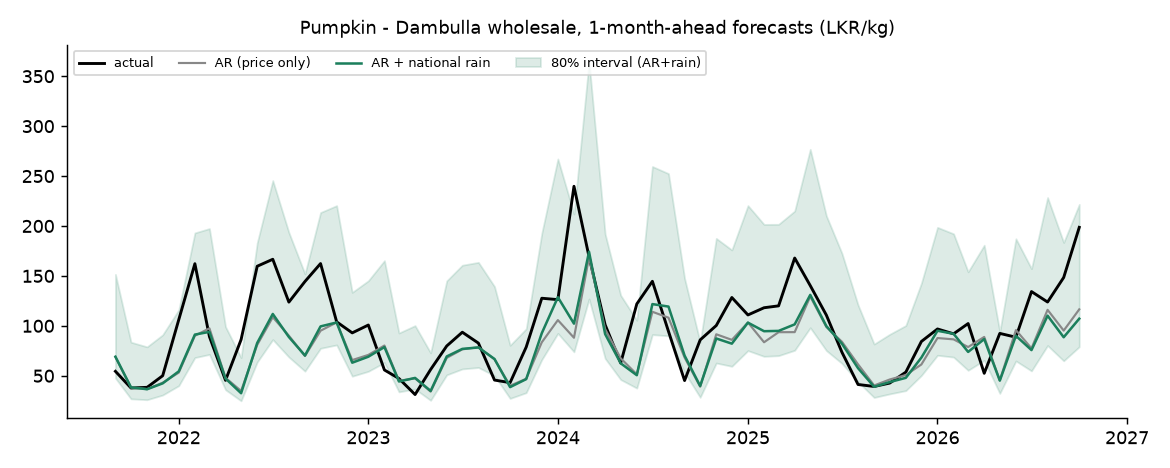 Pumpkin - Dambulla wholesale, 1-month-ahead forecasts (LKR/kg)
actual AR (price only) AR + national rain 80% interval (AR+rain)
350
300
250
200
150
100
50
2022 2023 2024 2025 2026 2027